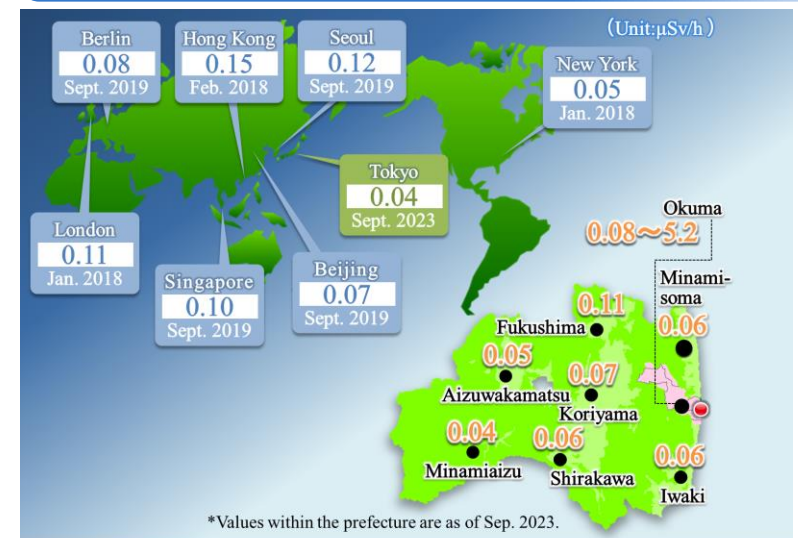 (Unit:μSv/h )
Berlin
0.08
Sept. 2019
Hong Kong
0.15
Feb. 2018
Seoul
0.12
Sept. 2019
New York
0.05
Jan. 2018
Tokyo
0.04
Sept. 2023
London
0.11
Jan. 2018
Singapore
0.10
Sept. 2019
Beijing
0.07
Sept. 2019
Okuma
0.08～5.2
Minami-
soma
0.06
0.11
Fukushima
0.05
Aizuwakamatsu
0.07
Koriyama
0.04
Minamiaizu
0.06
Shirakawa
0.06
Iwaki
*Values within the prefecture are as of Sep. 2023.